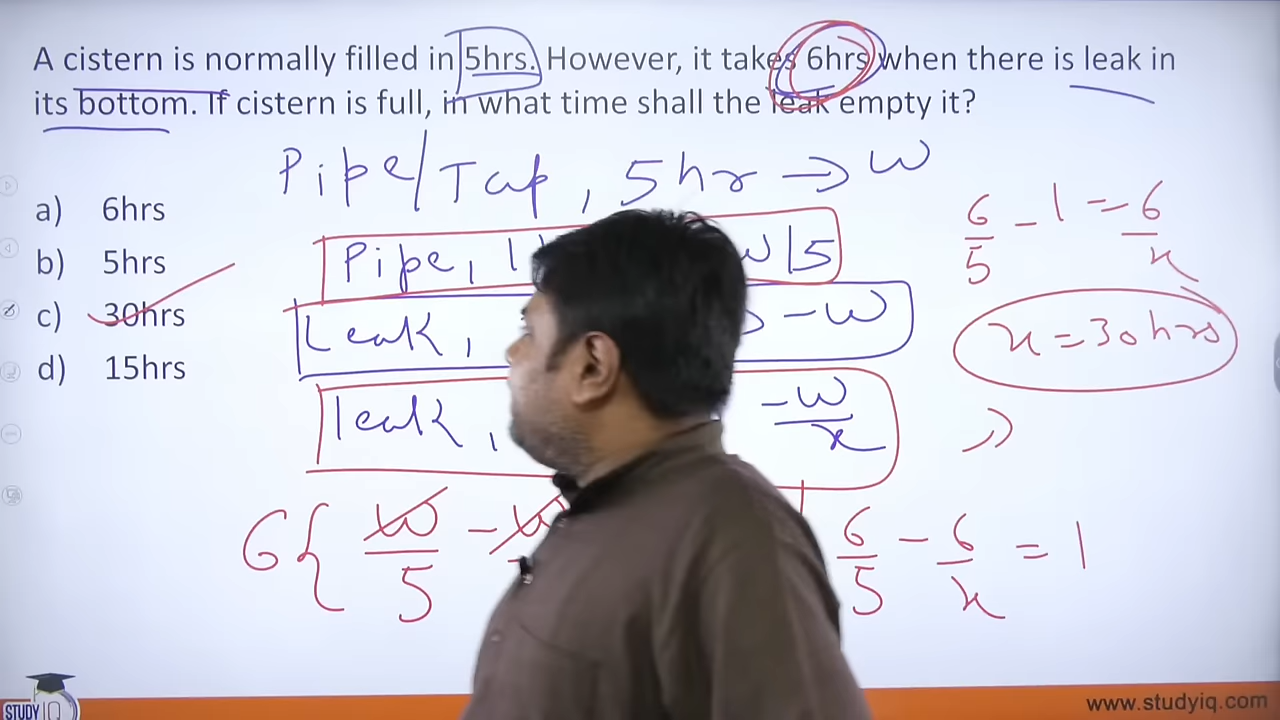 A cistern is normally filled in 5hrs. However, it takes 6hrs when there is leak in
its bottom. If cistern is full, in what time shall the leak empty it?
a) 6hrs
b) 5hrs
c) 30hrs
d) 15hrs
Pipe/Tap, 5hr → W
Pipe, 1 W/5
Leak, - W
leak, -W/x
6{ W/5 - W
6/5 - 6/x = 1
6/5 - 1 = 6/x
x = 30hrs
STUDY IQ
www.studyiq.com